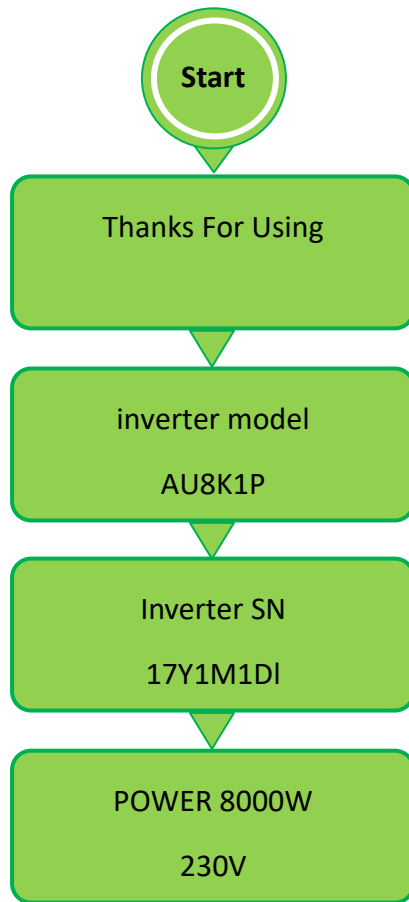 Start
Thanks For Using
inverter model
AU8K1P
Inverter SN
17Y1M1Dl
POWER 8000W
230V